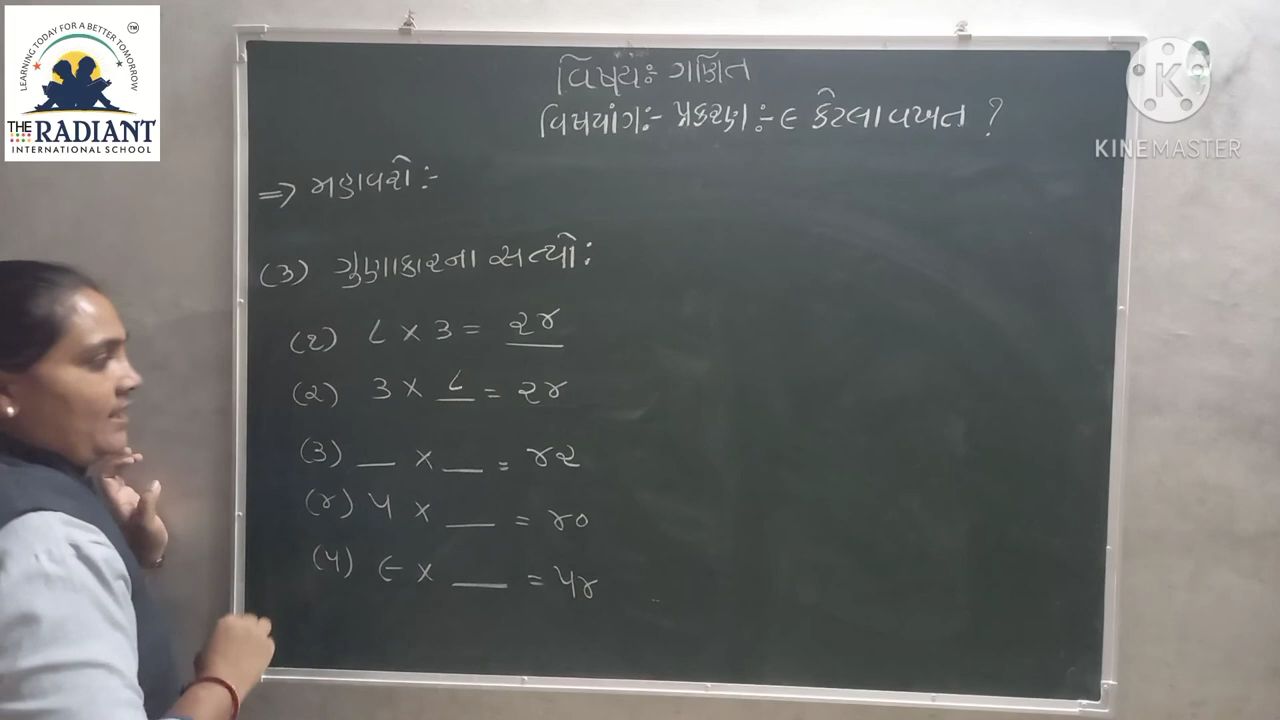 LEARNING TODAY FOR A BETTER TOMORROW
TM
THE RADIANT
INTERNATIONAL SCHOOL
K
KINEMASTER
વિષય:- ગણિત
વિષયાંગ:- પ્રકરણ:- ૯ કેટલા વખત ?
⇒ મહાવરો:-
(૩) ગુણાકારના સત્યો:
(૧) ૮ × ૩ = ૨૪
(૨) ૩ × ૮ = ૨૪
(૩) __ × __ = ૪૨
(૪) ૫ × __ = ૪૦
(૫) ૯ × __ = ૫૪